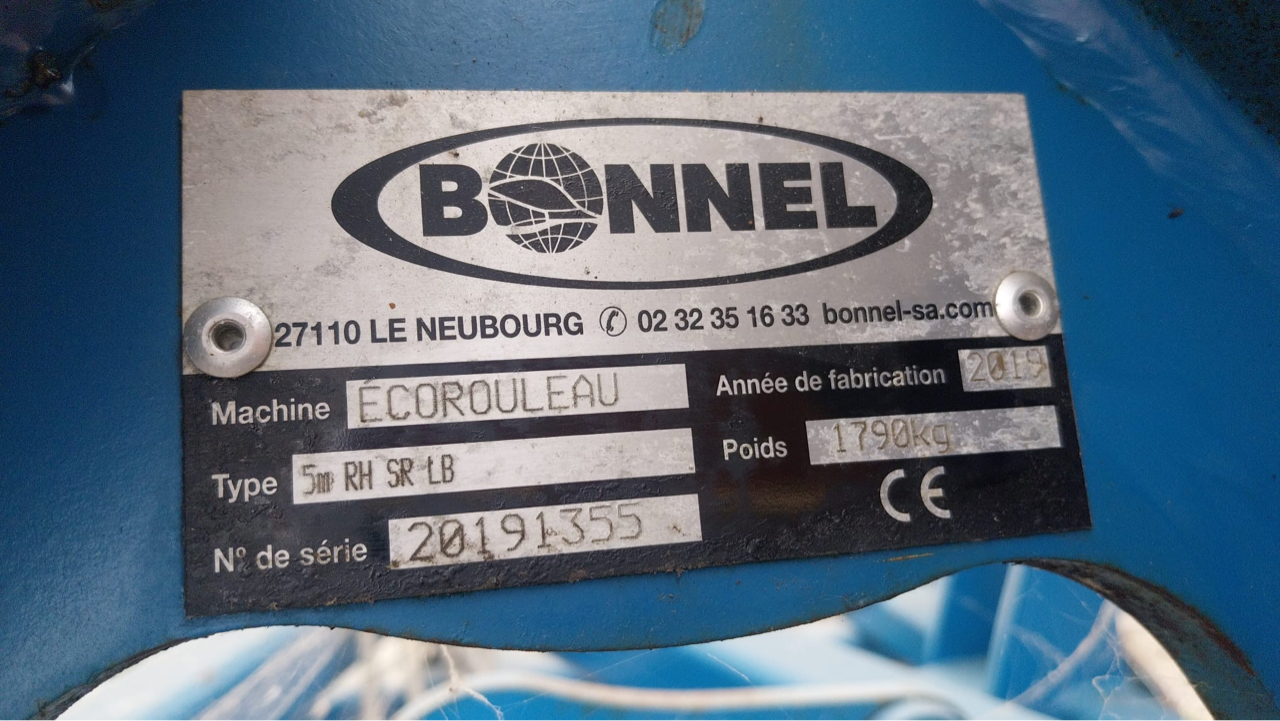 BONNEL
27110 LE NEUBOURG ✆ 02 32 35 16 33 bonnel-sa.com
Machine ÉCOROULEAU
Année de fabrication 2019
Type 5m RH SR LB
Poids 1790kg
N° de série 20191355
CE